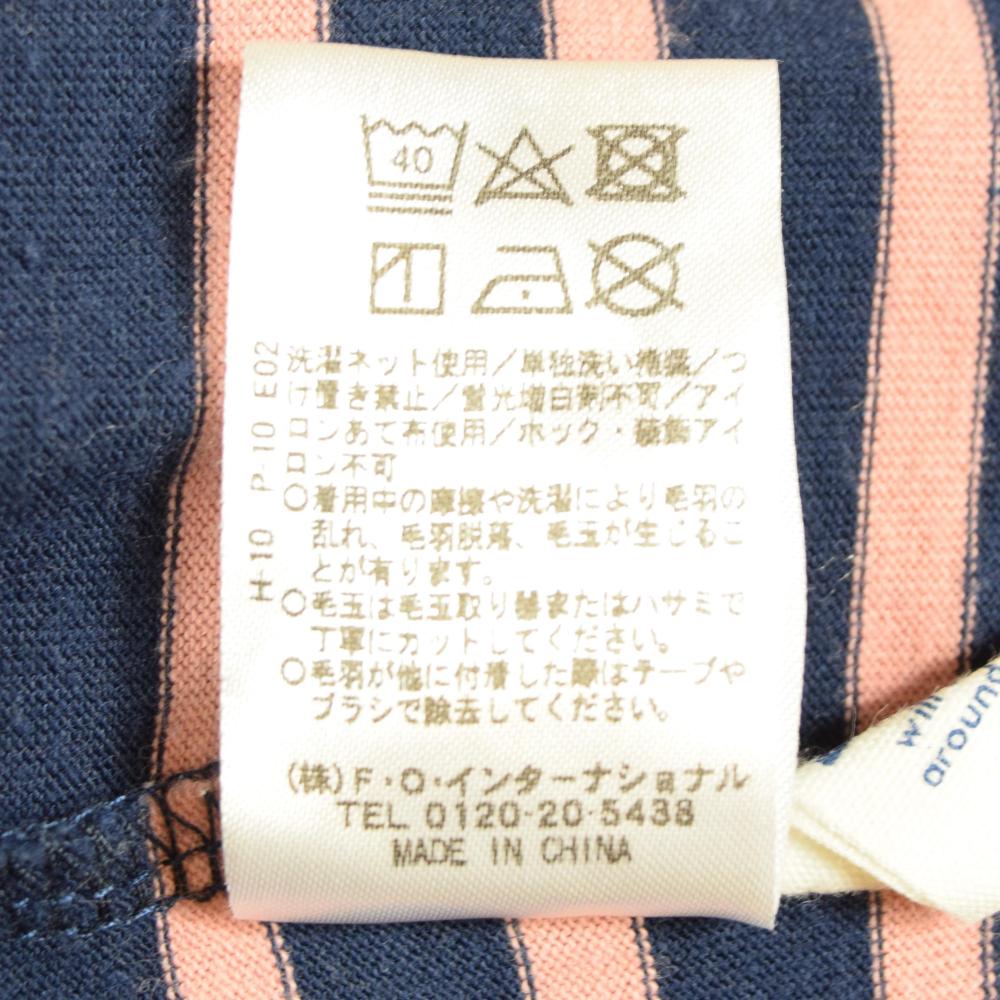 40
洗濯ネット使用/単独洗い推奨/つ
け置き禁止/蛍光増白剤不可/アイ
ロンあて布使用/ホック・装飾アイ
ロン不可
○着用中の摩擦や洗濯により毛羽の
乱れ、毛羽脱落、毛玉が生じるこ
とが有ります。
○毛玉は毛玉取り器またはハサミで
丁寧にカットしてください。
○毛羽が他に付着した際はテープや
ブラシで除去してください。
(株)F・O・インターナショナル
TEL 0120-20-5438
MADE IN CHINA
H-10 P-10 E02
will
around